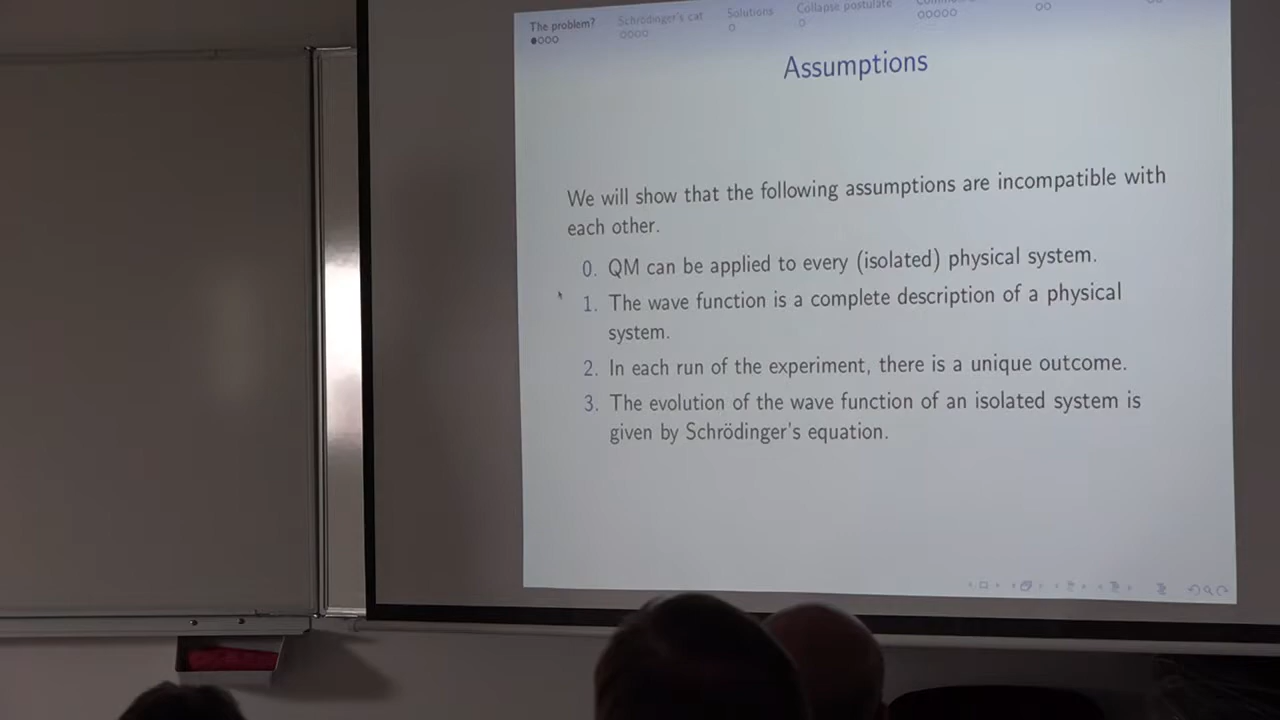 The problem?
Schrödinger's cat
Solutions
Collapse postulate
Assumptions
We will show that the following assumptions are incompatible with
each other.
0. QM can be applied to every (isolated) physical system.
1. The wave function is a complete description of a physical
system.
2. In each run of the experiment, there is a unique outcome.
3. The evolution of the wave function of an isolated system is
given by Schrödinger's equation.